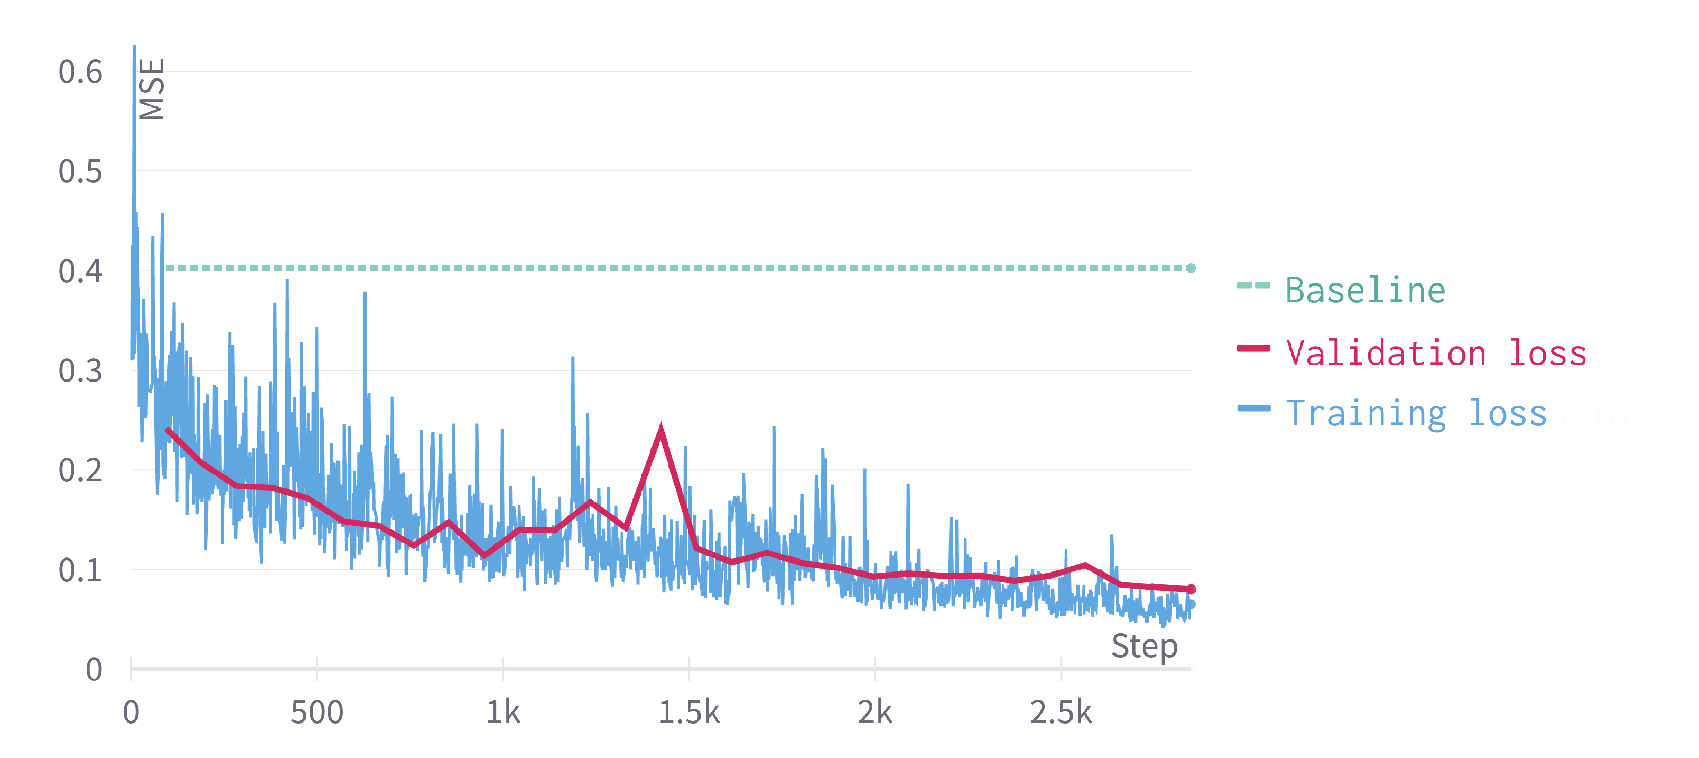 MSE
0.6
0.5
0.4
0.3
0.2
0.1
0
Step
0
500
1k
1.5k
2k
2.5k
Baseline
Validation loss
Training loss